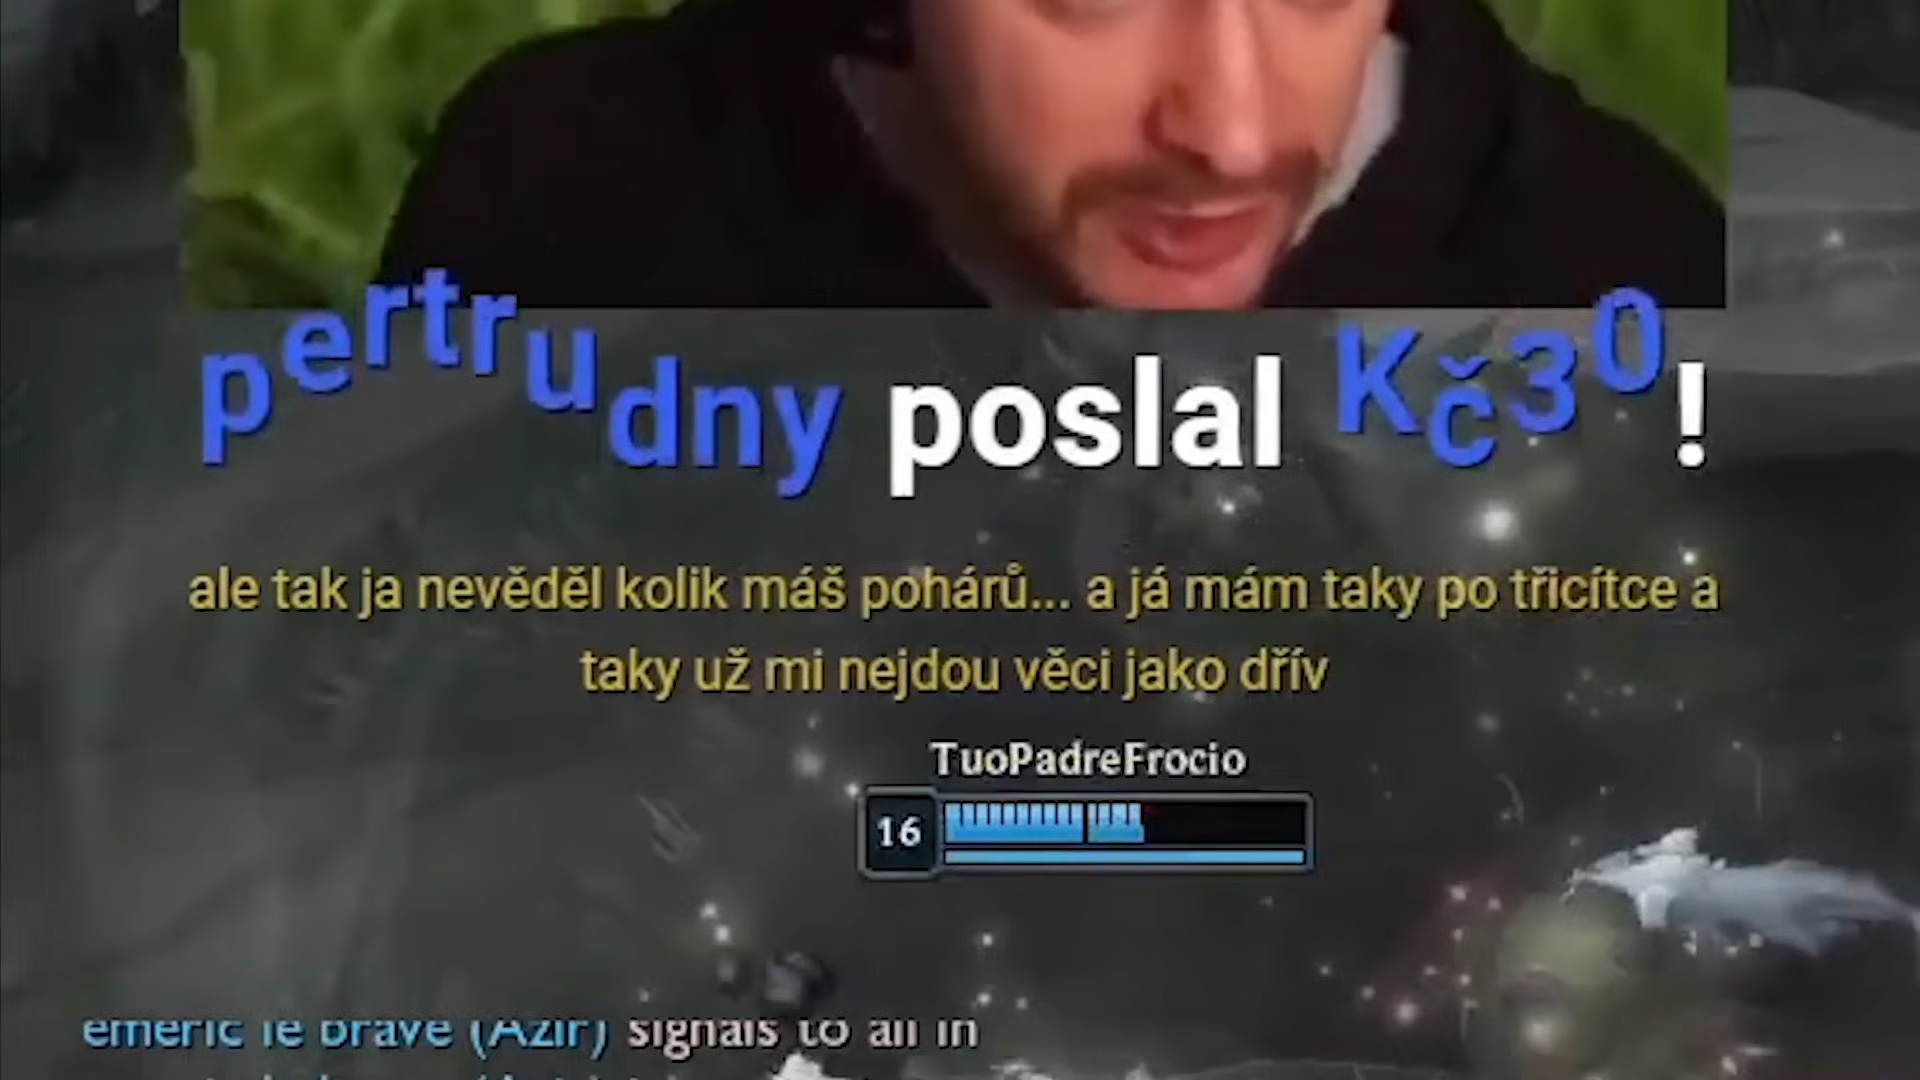 pertrudny poslal Kč30!
ale tak ja nevěděl kolik máš pohárů... a já mám taky po třicítce a
taky už mi nejdou věci jako dřív
TuoPadreFrocio
16
emeric le brave (Azir) signals to all in